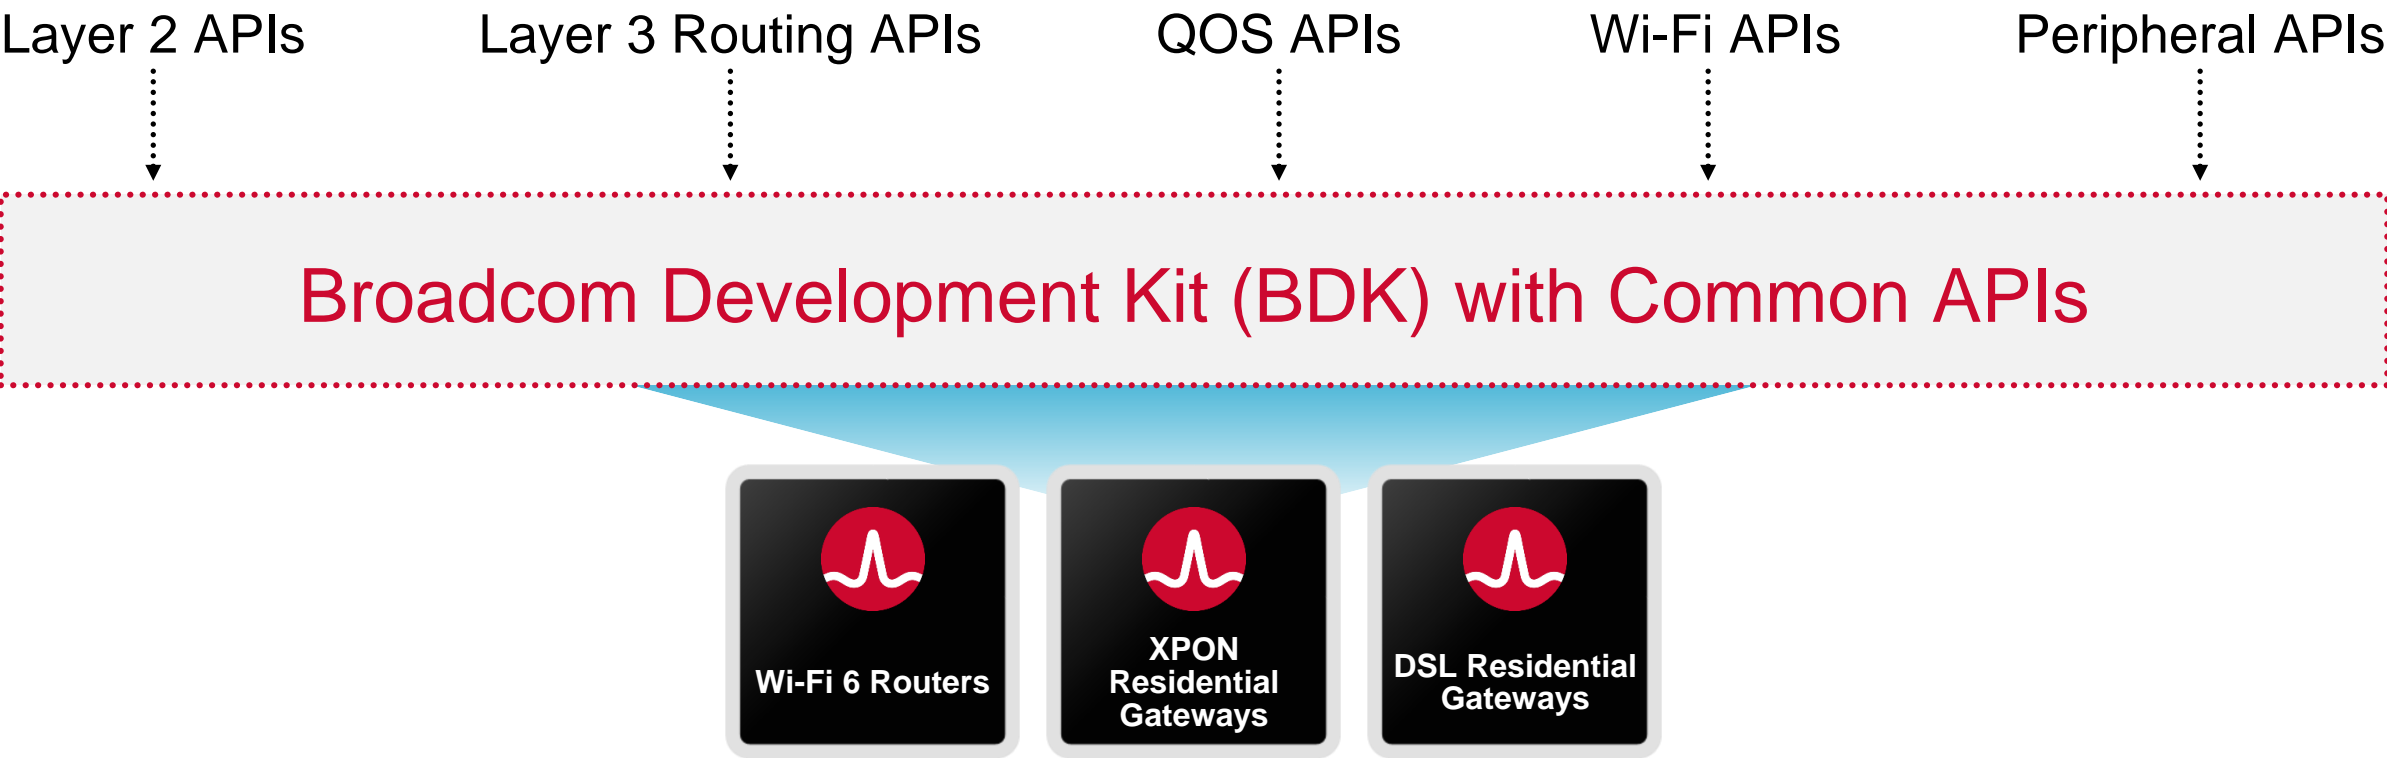 Layer 2 APIs
Layer 3 Routing APIs
QOS APIs
Wi-Fi APIs
Peripheral APIs
Broadcom Development Kit (BDK) with Common APIs
Wi-Fi 6 Routers
XPON
Residential
Gateways
DSL Residential
Gateways